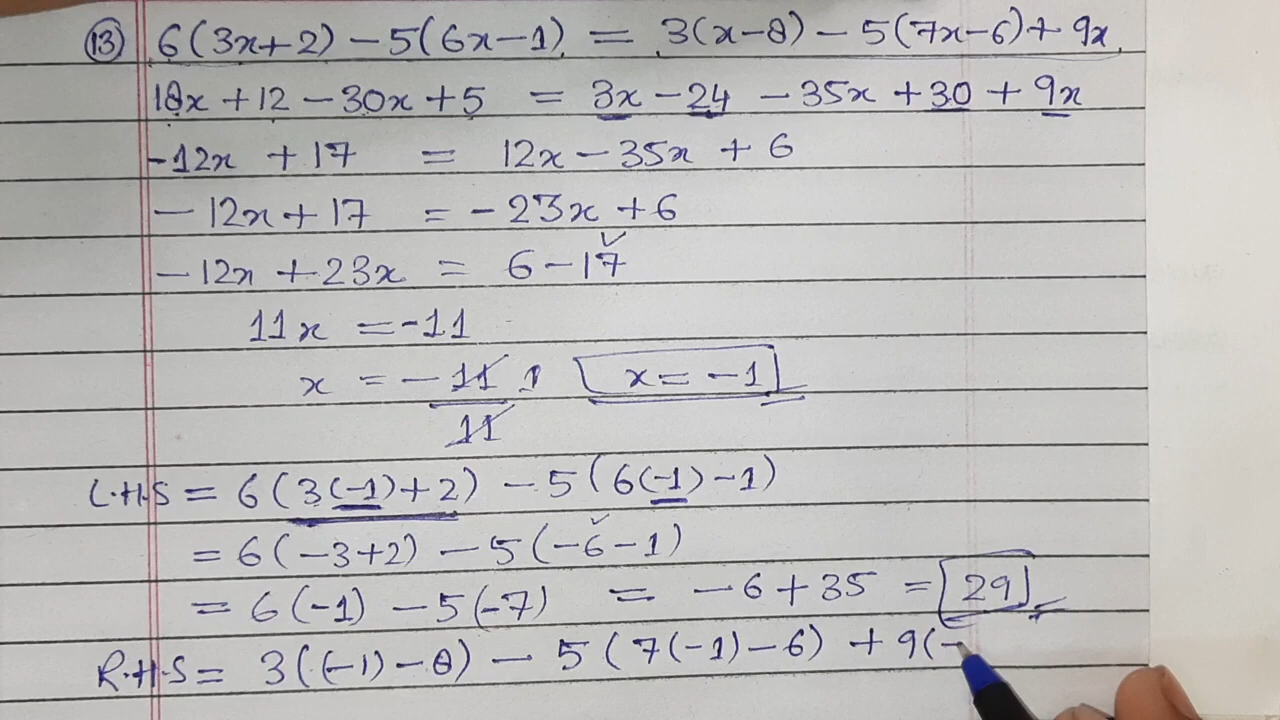 (13) 6(3x+2) - 5(6x-1) = 3(x-8) - 5(7x-6) + 9x
18x + 12 - 30x + 5 = 3x - 24 - 35x + 30 + 9x
-12x + 17 = 12x - 35x + 6
- 12x + 17 = - 23x + 6
- 12x + 23x = 6 - 17
11x = -11
x = - 11 1 x = -1
11
L.H.S = 6(3(-1)+2) - 5(6(-1)-1)
= 6(-3+2) - 5(-6-1)
= 6(-1) - 5(-7) = -6 + 35 = 29
R.H.S = 3((-1)-8) - 5(7(-1)-6) + 9(-